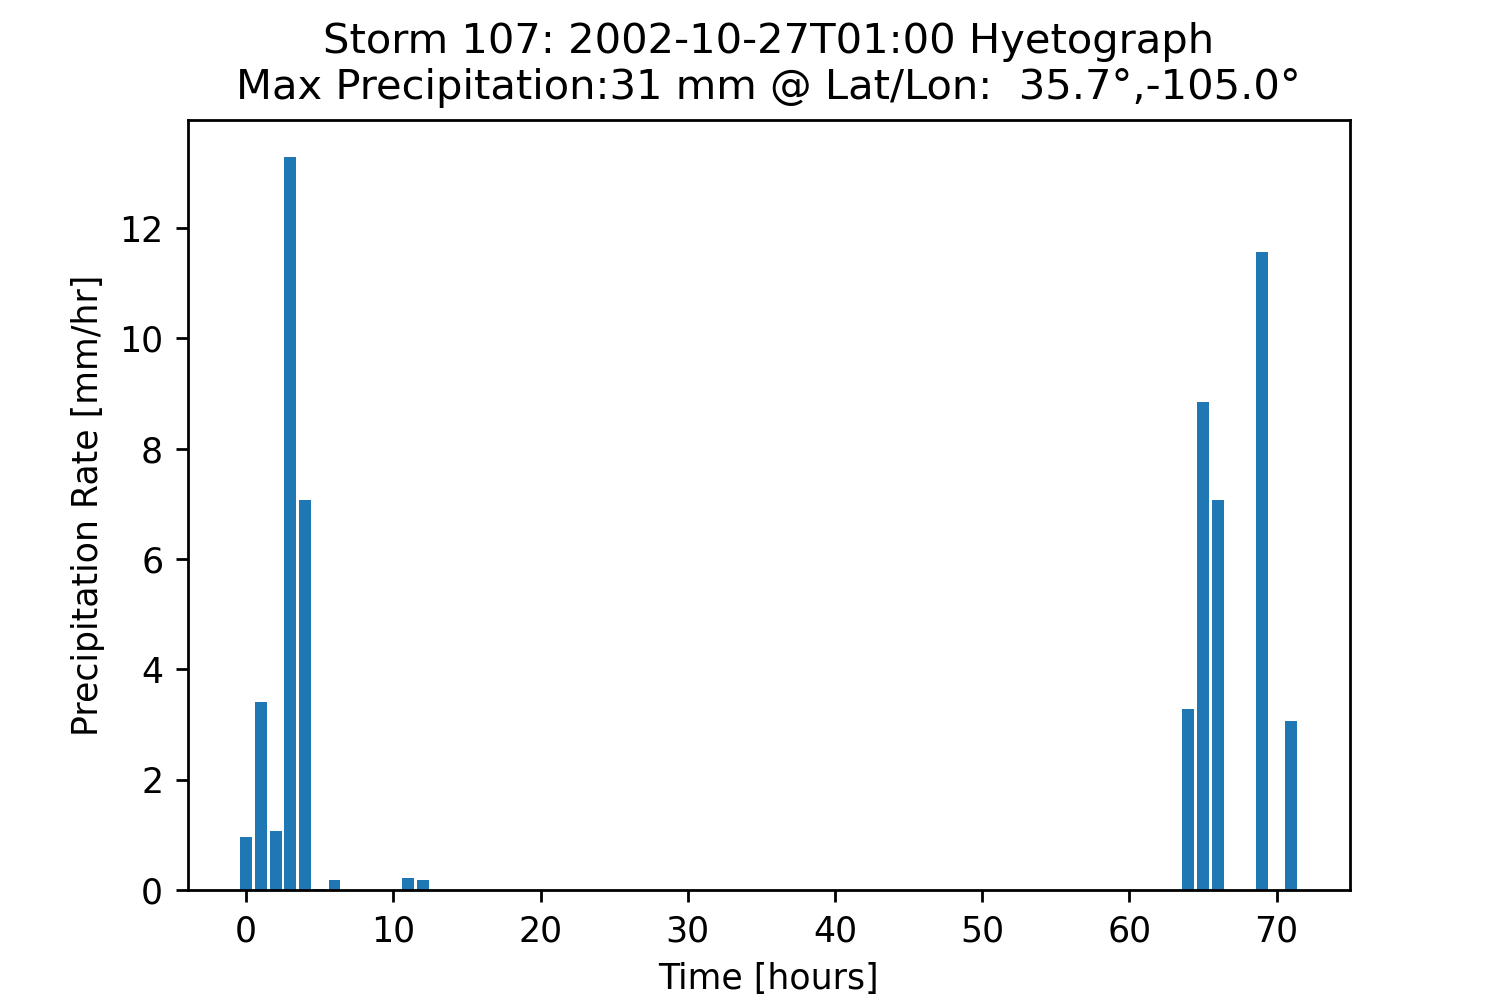 Storm 107: 2002-10-27T01:00 Hyetograph
Max Precipitation:31 mm @ Lat/Lon:  35.7°,-105.0°
Precipitation Rate [mm/hr]
12
10
8
6
4
2
0
0 10 20 30 40 50 60 70
Time [hours]